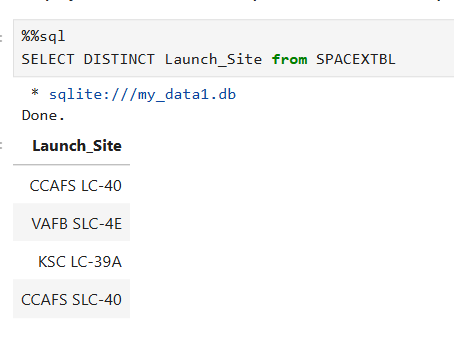 %%sql
SELECT DISTINCT Launch_Site from SPACEXTBL
* sqlite:///my_data1.db
Done.
Launch_Site
CCAFS LC-40
VAFB SLC-4E
KSC LC-39A
CCAFS SLC-40